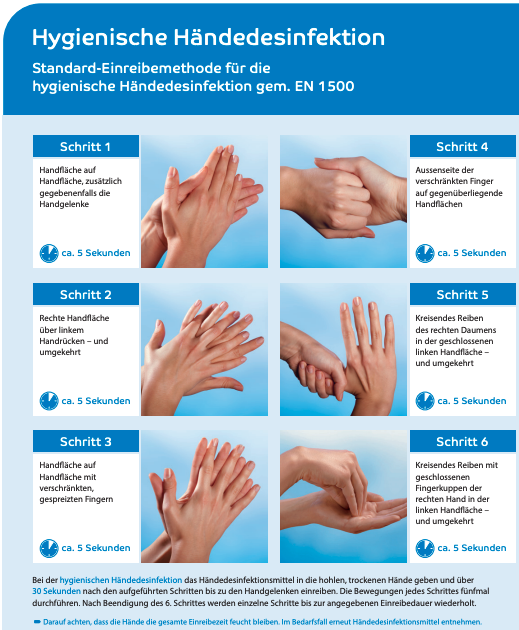 Hygienische Händedesinfektion
Standard-Einreibemethode für die
hygienische Händedesinfektion gem. EN 1500
Schritt 1
Handfläche auf
Handfläche, zusätzlich
gegebenenfalls die
Handgelenke
ca. 5 Sekunden
Schritt 2
Rechte Handfläche
über linkem
Handrücken – und
umgekehrt
ca. 5 Sekunden
Schritt 3
Handfläche auf
Handfläche mit
verschränkten,
gespreizten Fingern
ca. 5 Sekunden
Schritt 4
Aussenseite der
verschränkten Finger
auf gegenüberliegende
Handflächen
ca. 5 Sekunden
Schritt 5
Kreisendes Reiben
des rechten Daumens
in der geschlossenen
linken Handfläche –
und umgekehrt
ca. 5 Sekunden
Schritt 6
Kreisendes Reiben mit
geschlossenen
Fingerkuppen der
rechten Hand in der
linken Handfläche –
und umgekehrt
ca. 5 Sekunden
Bei der hygienischen Händedesinfektion das Händedesinfektionsmittel in die hohlen, trockenen Hände geben und über
30 Sekunden nach den aufgeführten Schritten bis zu den Handgelenken einreiben. Die Bewegungen jedes Schrittes fünfmal
durchführen. Nach Beendigung des 6. Schrittes werden einzelne Schritte bis zur angegebenen Einreibedauer wiederholt.
Darauf achten, dass die Hände die gesamte Einreibezeit feucht bleiben. Im Bedarfsfall erneut Händedesinfektionsmittel entnehmen.